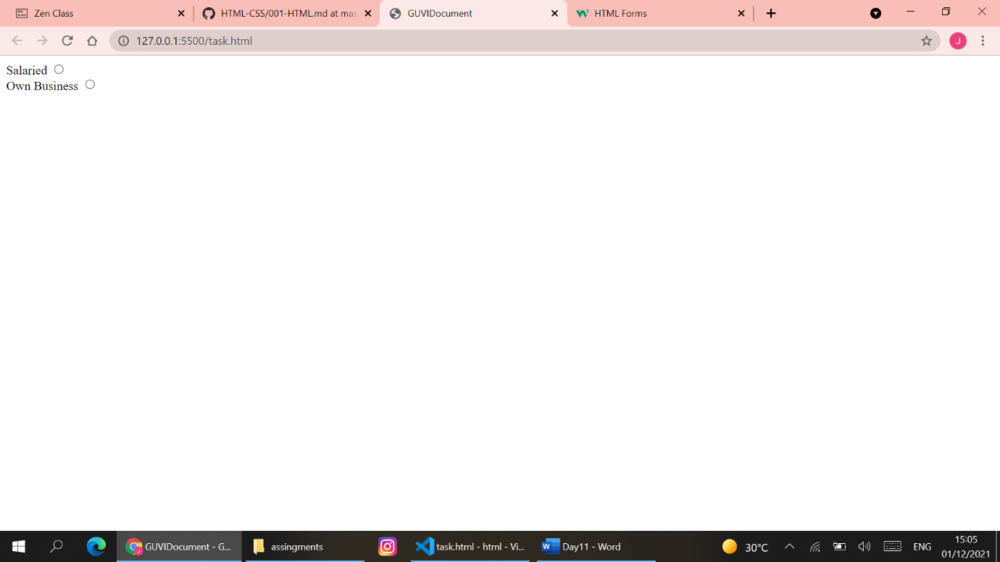 Zen Class
HTML-CSS/001-HTML.md at mas
GUVIDocument
HTML Forms
127.0.0.1:5500/task.html
J
Salaried
Own Business
J
GUVIDocument - G...
assingments
task.html - html - Vi...
W
Day11 - Word
30°C
ENG
15:05
01/12/2021